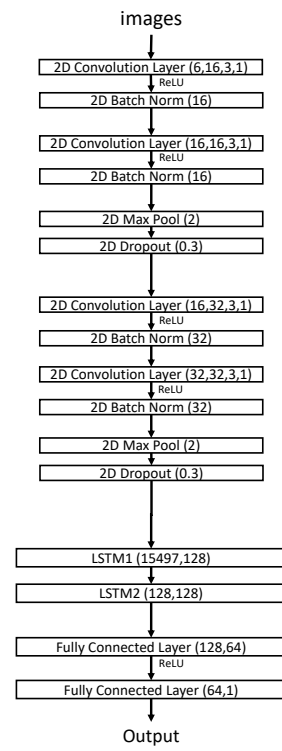 images
2D Convolution Layer (6,16,3,1)
ReLU
2D Batch Norm (16)
2D Convolution Layer (16,16,3,1)
ReLU
2D Batch Norm (16)
2D Max Pool (2)
2D Dropout (0.3)
2D Convolution Layer (16,32,3,1)
ReLU
2D Batch Norm (32)
2D Convolution Layer (32,32,3,1)
ReLU
2D Batch Norm (32)
2D Max Pool (2)
2D Dropout (0.3)
LSTM1 (15497,128)
LSTM2 (128,128)
Fully Connected Layer (128,64)
ReLU
Fully Connected Layer (64,1)
Output